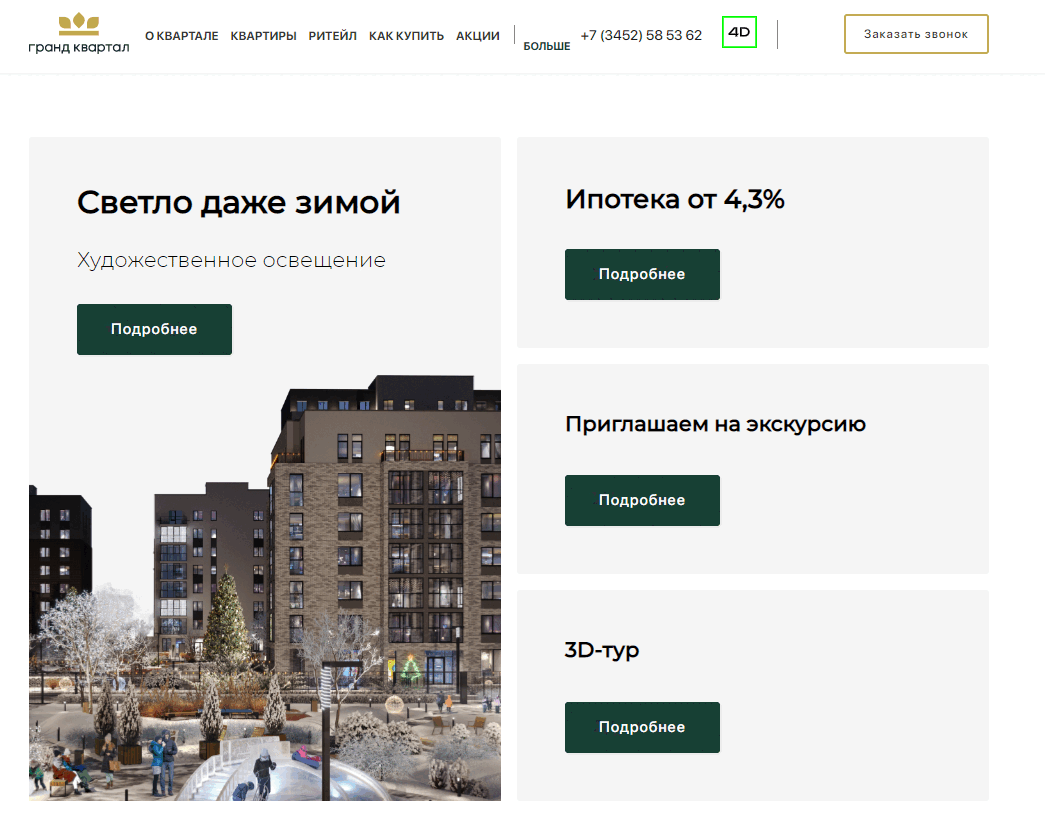 гранд квартал
О КВАРТАЛЕ КВАРТИРЫ РИТЕЙЛ КАК КУПИТЬ АКЦИИ БОЛЬШЕ +7 (3452) 58 53 62 4D Заказать звонок
Светло даже зимой
Художественное освещение
Подробнее
Ипотека от 4,3%
Подробнее
Приглашаем на экскурсию
Подробнее
3D-тур
Подробнее